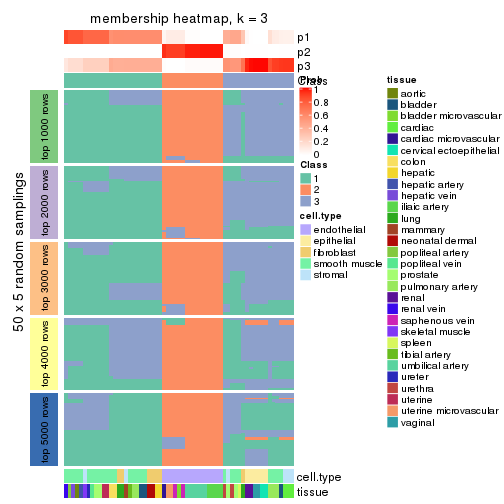 membership heatmap, k = 3
p1
p2
p3
Class
Prob
1
0.8
0.6
0.4
0.2
0
Class
1
2
3
cell.type
endothelial
epithelial
fibroblast
smooth muscle
stromal
50 x 5 random samplings
top 1000 rows
top 2000 rows
top 3000 rows
top 4000 rows
top 5000 rows
cell.type
tissue
tissue
aortic
bladder
bladder microvascular
cardiac
cardiac microvascular
cervical ectoepithelial
colon
hepatic
hepatic artery
hepatic vein
iliaic artery
lung
mammary
neonatal dermal
popliteal artery
popliteal vein
prostate
pulmonary artery
renal
renal vein
saphenous vein
skeletal muscle
spleen
tibial artery
umbilical artery
ureter
urethra
uterine
uterine microvascular
vaginal